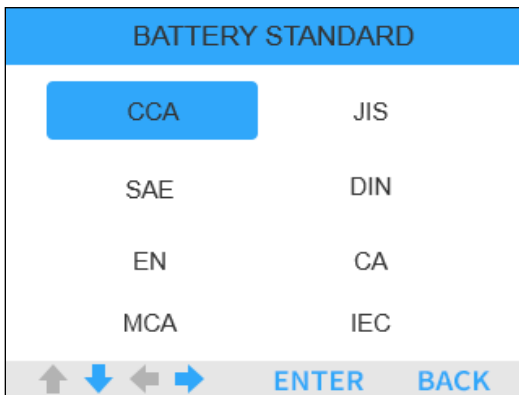 BATTERY STANDARD
CCA JIS
SAE DIN
EN CA
MCA IEC
ENTER BACK